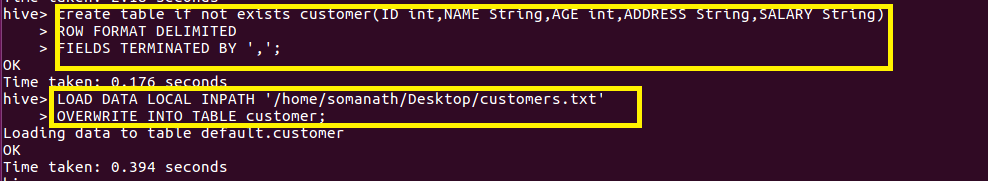 hive> create table if not exists customer(ID int,NAME String,AGE int,ADDRESS String,SALARY String)
> ROW FORMAT DELIMITED
> FIELDS TERMINATED BY ',';
OK
Time taken: 0.176 seconds
hive> LOAD DATA LOCAL INPATH '/home/somanath/Desktop/customers.txt'
> OVERWRITE INTO TABLE customer;
Loading data to table default.customer
OK
Time taken: 0.394 seconds